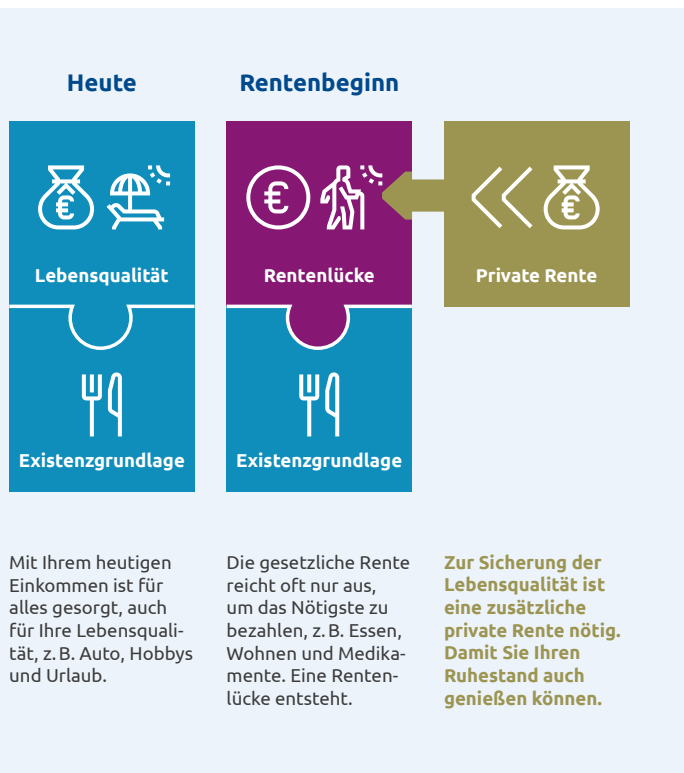 Heute
Rentenbeginn
€
Lebensqualität
€
Rentenlücke
€
Private Rente
Existenzgrundlage
Existenzgrundlage
Mit Ihrem heutigen
Einkommen ist für
alles gesorgt, auch
für Ihre Lebensquali-
tät, z. B. Auto, Hobbys
und Urlaub.
Die gesetzliche Rente
reicht oft nur aus,
um das Nötigste zu
bezahlen, z. B. Essen,
Wohnen und Medika-
mente. Eine Renten-
lücke entsteht.
Zur Sicherung der
Lebensqualität ist
eine zusätzliche
private Rente nötig.
Damit Sie Ihren
Ruhestand auch
genießen können.